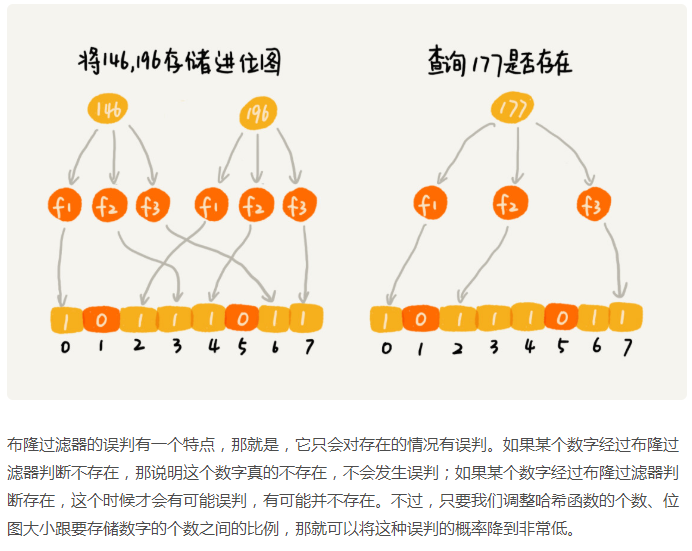 将146,196存储进位图
查询177是否存在
146
196
177
f1 f2 f3 f1 f2 f3
f1 f2 f3
1 0 1 1 1 0 1 1
0 1 2 3 4 5 6 7
1 0 1 1 1 0 1 1
0 1 2 3 4 5 6 7
布隆过滤器的误判有一个特点，那就是，它只会对存在的情况有误判。如果某个数字经过布隆过
滤器判断不存在，那说明这个数字真的不存在，不会发生误判；如果某个数字经过布隆过滤器判
断存在，这个时候才会有可能误判，有可能并不存在。不过，只要我们调整哈希函数的个数、位
图大小跟要存储数字的个数之间的比例，那就可以将这种误判的概率降到非常低。